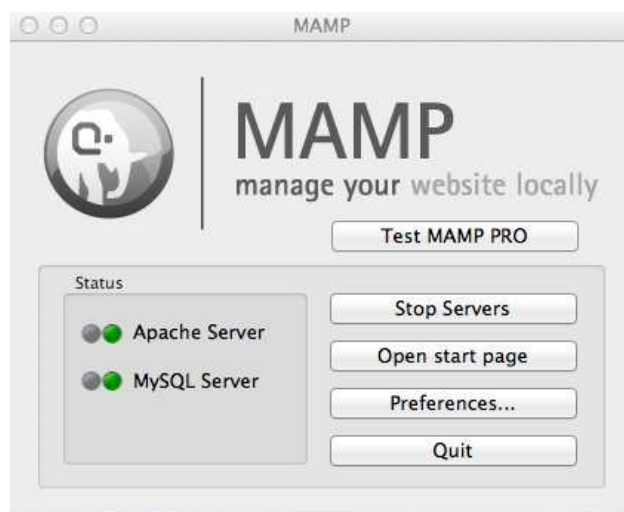 MAMP
MAMP
manage your website locally
Test MAMP PRO
Status
Apache Server
MySQL Server
Stop Servers
Open start page
Preferences...
Quit